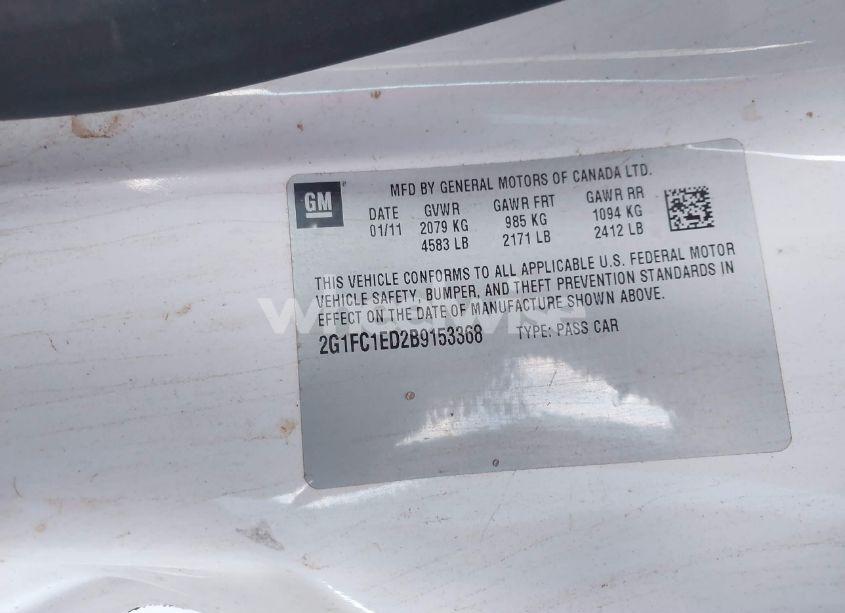 GM
MFD BY GENERAL MOTORS OF CANADA LTD.
DATE GVWR GAWR FRT GAWR RR
01/11 2079 KG 985 KG 1094 KG
4583 LB 2171 LB 2412 LB
THIS VEHICLE CONFORMS TO ALL APPLICABLE U.S. FEDERAL MOTOR
VEHICLE SAFETY, BUMPER, AND THEFT PREVENTION STANDARDS IN
EFFECT ON THE DATE OF MANUFACTURE SHOWN ABOVE.
2G1FC1ED2B9153368 TYPE: PASS CAR